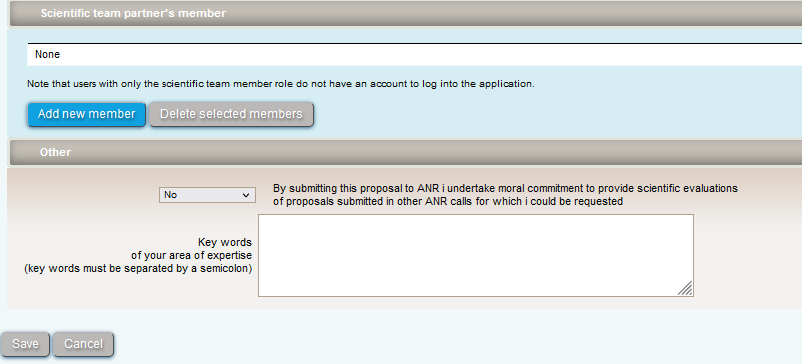 Scientific team partner's member
None
Note that users with only the scientific team member role do not have an account to log into the application.
Add new member Delete selected members
Other
No By submitting this proposal to ANR i undertake moral commitment to provide scientific evaluations
of proposals submitted in other ANR calls for which i could be requested
Key words
of your area of expertise
(key words must be separated by a semicolon)
Save Cancel